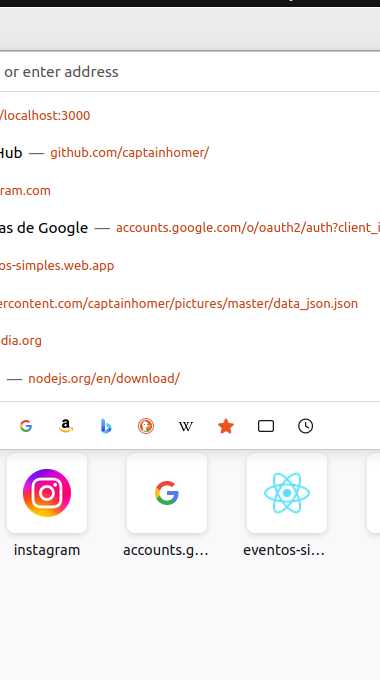 or enter address
/localhost:3000
Hub — github.com/captainhomer/
ram.com
as de Google — accounts.google.com/o/oauth2/auth?client_i
os-simples.web.app
ercontent.com/captainhomer/pictures/master/data_json.json
dia.org
— nodejs.org/en/download/
instagram accounts.g... eventos-si...